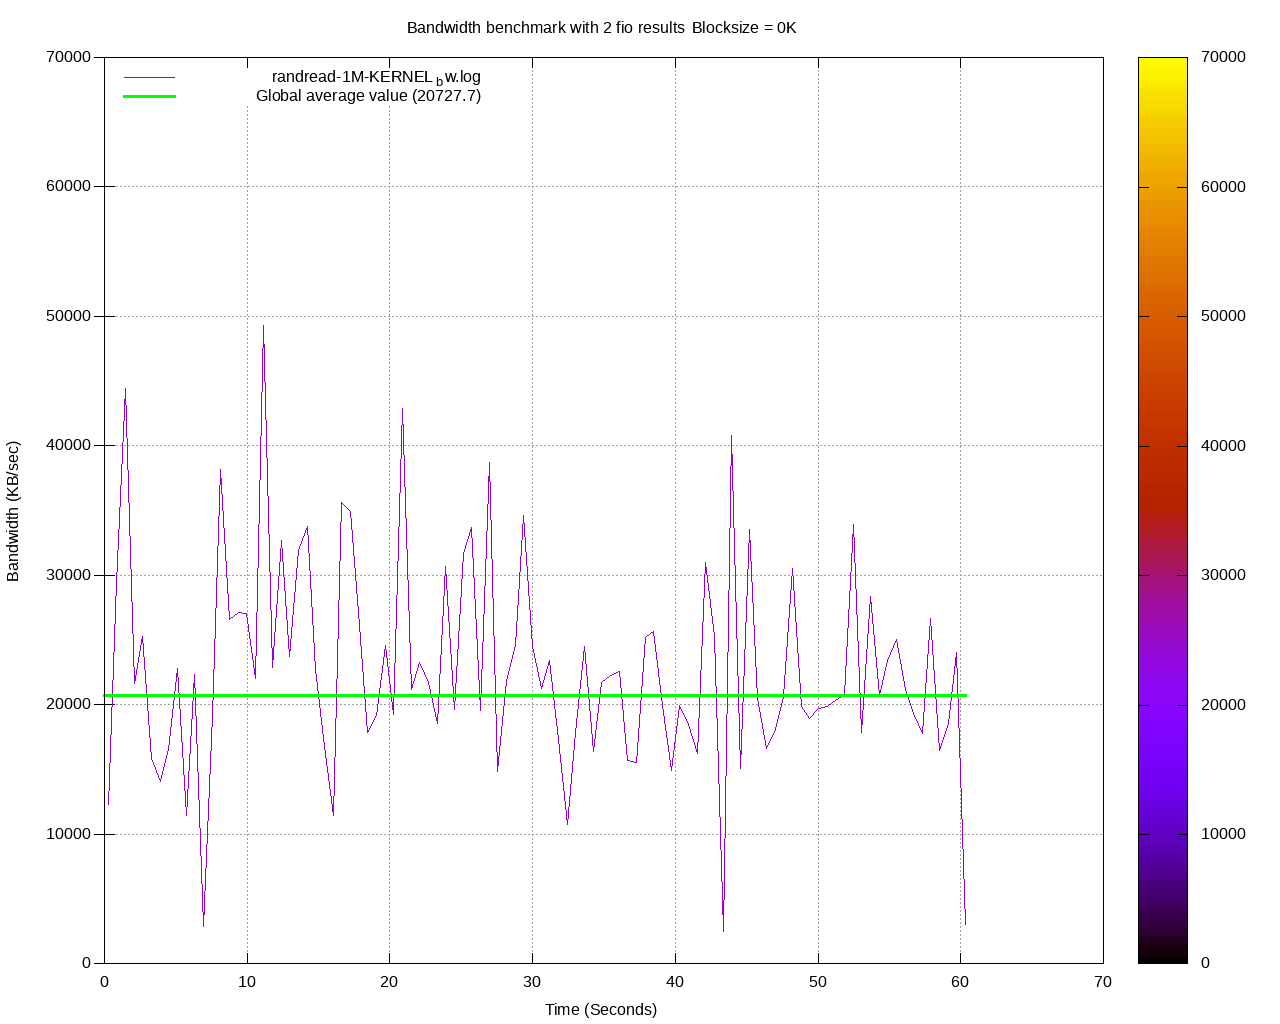 Bandwidth benchmark with 2 fio results Blocksize = 0K
randread-1M-KERNEL bw.log
Global average value (20727.7)
Bandwidth (KB/sec)
70000
60000
50000
40000
30000
20000
10000
0
0 10 20 30 40 50 60 70
Time (Seconds)
70000
60000
50000
40000
30000
20000
10000
0